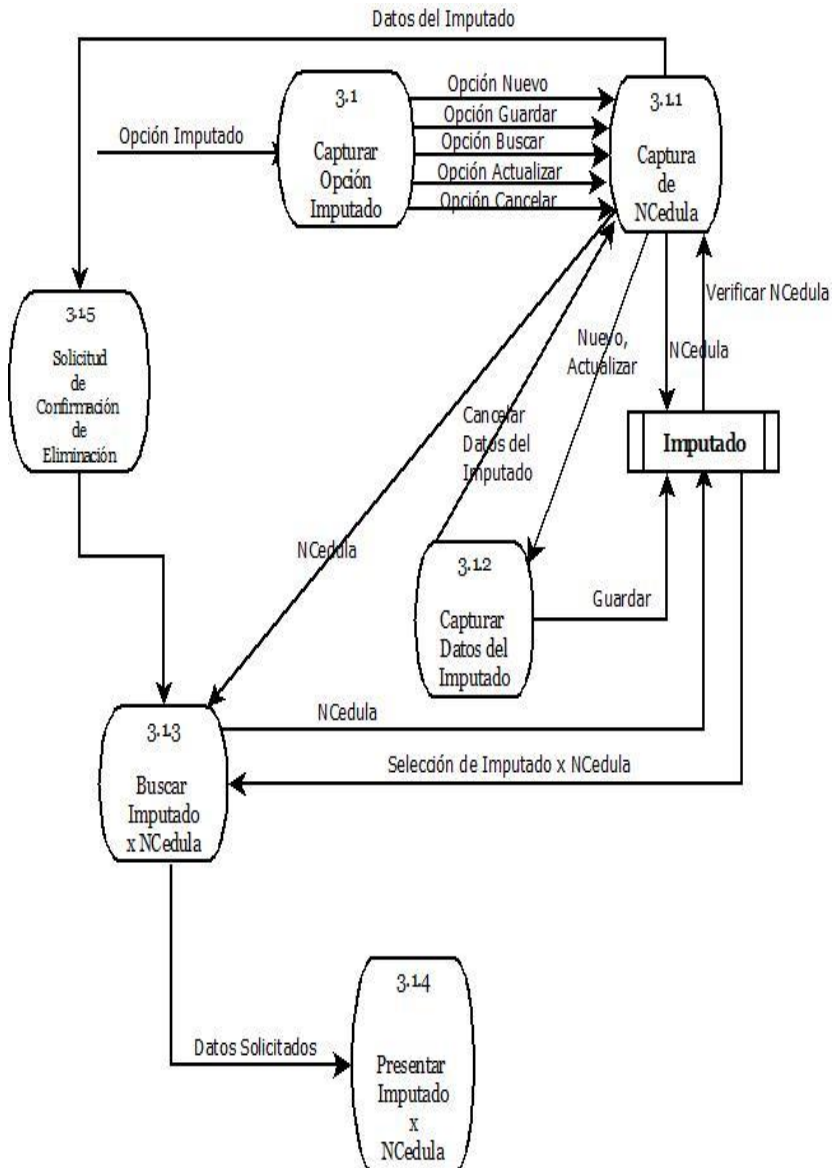 Datos del Imputado
3.1
Capturar
Opción
Imputado
Opción Imputado
Opción Nuevo
Opción Guardar
Opción Buscar
Opción Actualizar
Opción Cancelar
3.1.1
Captura
de
NCedula
Verificar NCedula
NCedula
Nuevo,
Actualizar
3.1.5
Solicitud
de
Confirmación
de
Eliminación
Cancelar
Datos del
Imputado
Imputado
NCedula
3.1.2
Capturar
Datos del
Imputado
Guardar
3.1.3
Buscar
Imputado
x NCedula
NCedula
Selección de Imputado x NCedula
3.1.4
Presentar
Imputado
x
NCedula
Datos Solicitados